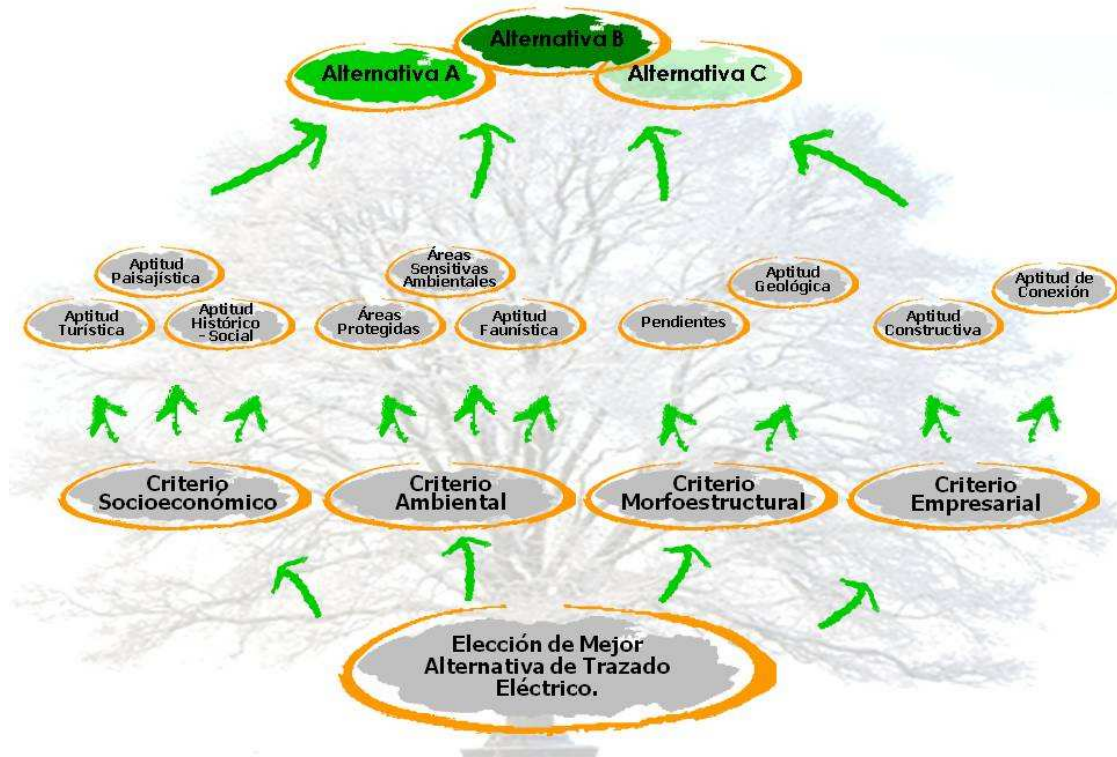 Alternativa B
Alternativa A
Alternativa C
Áreas
Sensitivas
Ambientales
Aptitud
Paisajística
Aptitud
Geológica
Aptitud de
Conexión
Aptitud
Turística
Aptitud
Histórico
- Social
Áreas
Protegidas
Aptitud
Faunística
Pendientes
Aptitud
Constructiva
Criterio
Socioeconómico
Criterio
Ambiental
Criterio
Morfoestructural
Criterio
Empresarial
Elección de Mejor
Alternativa de Trazado
Eléctrico.